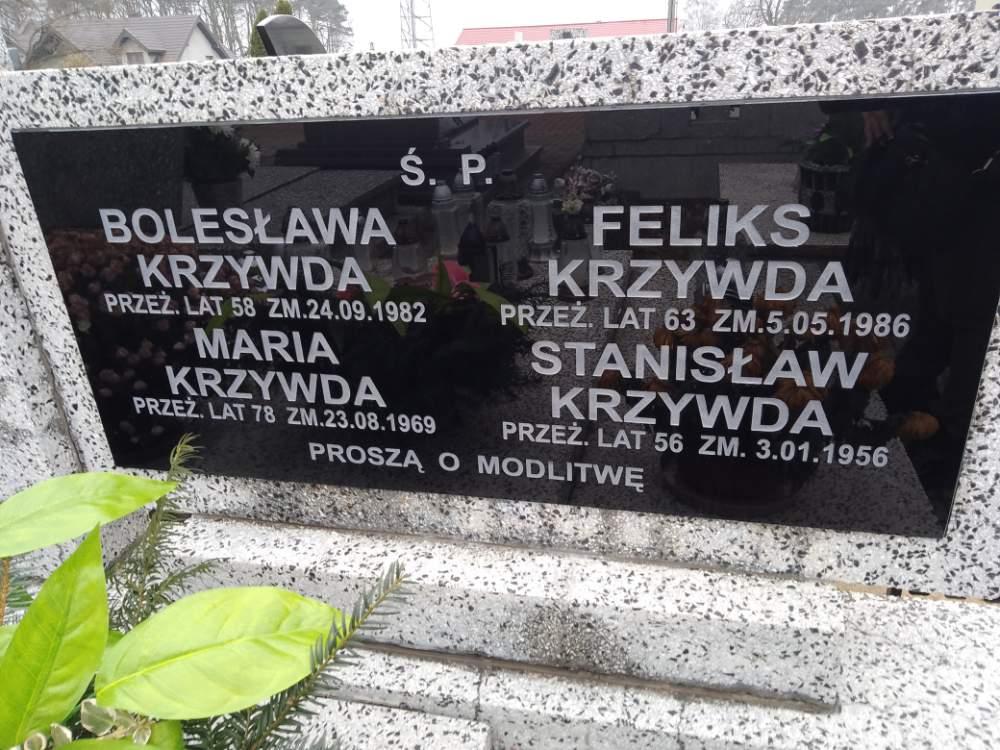 Ś. P.
BOLESŁAWA
KRZYWDA
PRZEŻ. LAT 58 ZM.24.09.1982
MARIA
KRZYWDA
PRZEŻ. LAT 78 ZM.23.08.1969
FELIKS
KRZYWDA
PRZEŻ. LAT 63 ZM.5.05.1986
STANISŁAW
KRZYWDA
PRZEŻ. LAT 56 ZM. 3.01.1956
PROSZĄ O MODLITWĘ